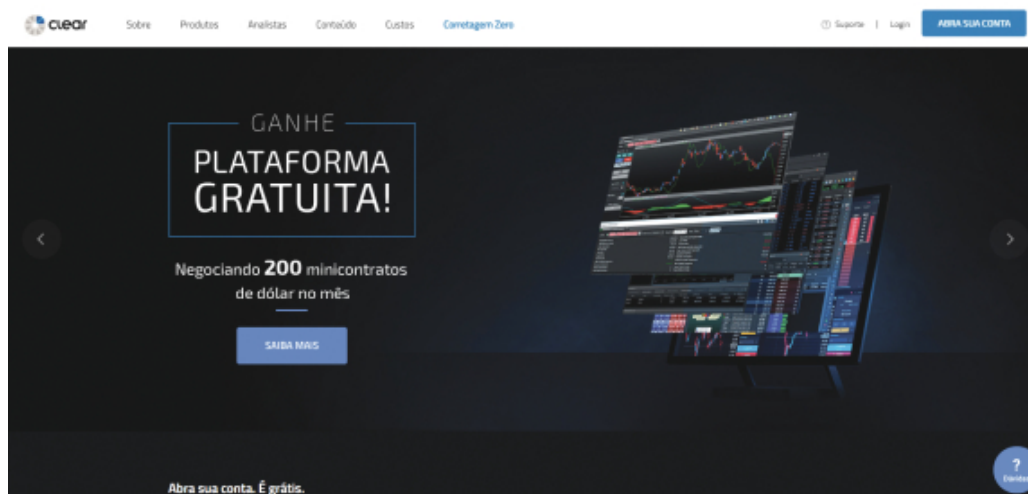 clear
Sobre Produtos Analistas Conteúdo Custos Corretagem Zero
? Suporte | Login ABRA SUA CONTA
GANHE
PLATAFORMA
GRATUITA!
Negociando 200 minicontratos
de dólar no mês
SAIBA MAIS
?
Abra sua conta. É grátis.